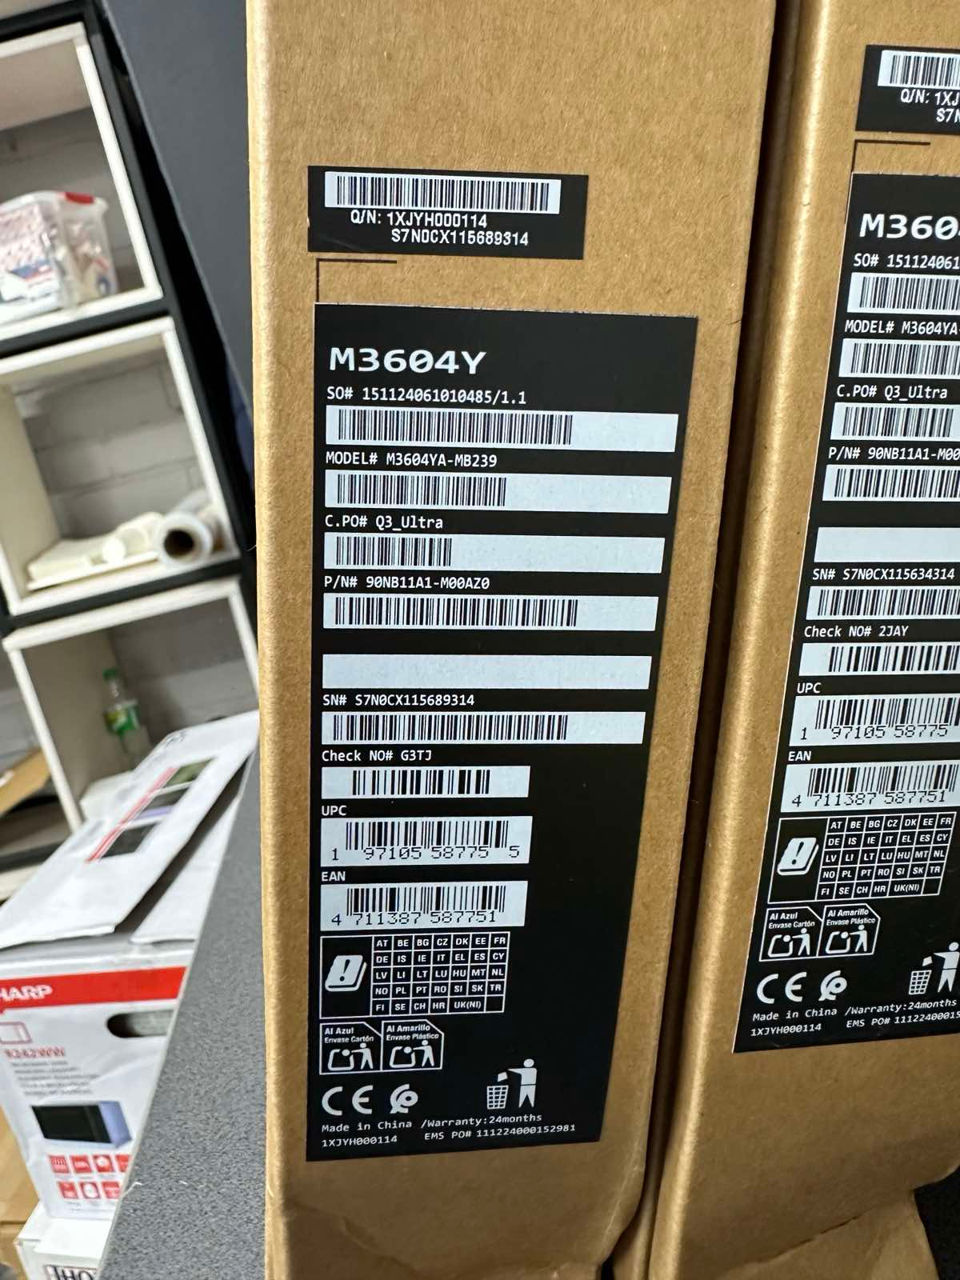 Q/N: 1XJYH000114
S7N0CX115689314
M3604Y
SO# 151124061010485/1.1
MODEL# M3604YA-MB239
C.PO# Q3_Ultra
P/N# 90NB11A1-M00AZ0
SN# S7N0CX115689314
Check NO# G3TJ
UPC
1 97105 58775 5
EAN
4 711387 587751
AT BE BG CZ DK EE FR
DE IS IE IT EL ES CY
LV LI LT LU HU MT NL
NO PL PT RO SI SK TR
FI SE CH HR UK(NI)
Al Azul
Envase Cartón
Al Amarillo
Envase Plástico
CE
Made in China /Warranty:24months
1XJYH000114 EMS PO# 111224000152981
Q/N: 1XJ
S7N
M360
SO# 151124061
MODEL# M3604YA-
C.PO# Q3_Ultra
P/N# 90NB11A1-M00
SN# S7N0CX115634314
Check NO# 2JAY
UPC
1 97105 58775
EAN
4 711387 587751
AT BE BG CZ DK EE FR
DE IS IE IT EL ES CY
LV LI LT LU HU MT NL
NO PL PT RO SI SK TR
FI SE CH HR UK(NI)
Al Azul
Envase Cartón
Al Amarillo
Envase Plástico
CE
Made in China /Warranty:24months
1XJYH000114 EMS PO# 1112240001
HARP